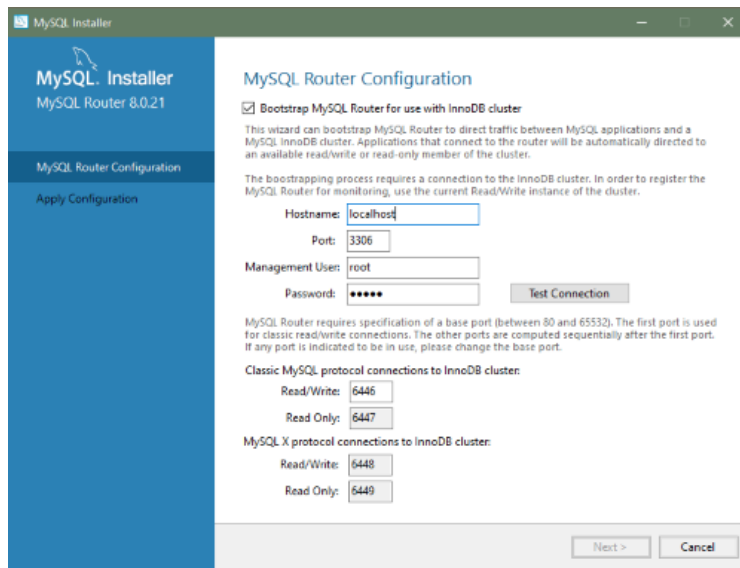 MySQL Installer
MySQL. Installer
MySQL Router 8.0.21
MySQL Router Configuration
Apply Configuration
MySQL Router Configuration
Bootstrap MySQL Router for use with InnoDB cluster
This wizard can bootstrap MySQL Router to direct traffic between MySQL applications and a
MySQL InnoDB cluster. Applications that connect to the router will be automatically directed to
an available read/write or read-only member of the cluster.
The boostrapping process requires a connection to the InnoDB cluster. In order to register the
MySQL Router for monitoring, use the current Read/Write instance of the cluster.
Hostname: localhost
Port: 3306
Management User: root
Password: ●●●●● Test Connection
MySQL Router requires specification of a base port (between 80 and 65532). The first port is used
for classic read/write connections. The other ports are computed sequentially after the first port.
If any port is indicated to be in use, please change the base port.
Classic MySQL protocol connections to InnoDB cluster:
Read/Write: 6446
Read Only: 6447
MySQL X protocol connections to InnoDB cluster:
Read/Write: 6448
Read Only: 6449
Next > Cancel